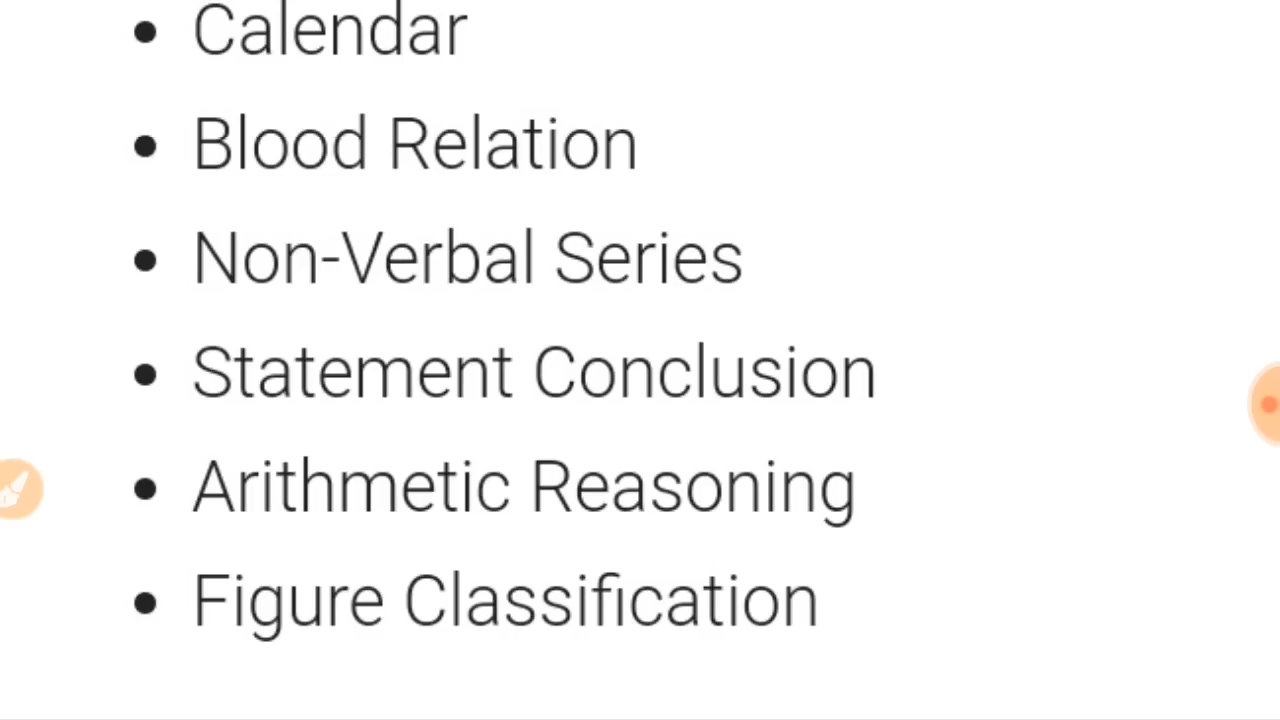 • Calendar
• Blood Relation
• Non-Verbal Series
• Statement Conclusion
• Arithmetic Reasoning
• Figure Classification